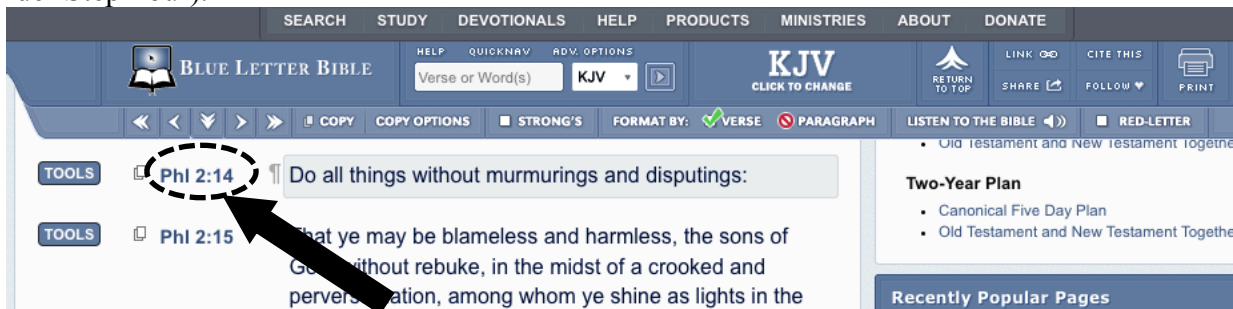 SEARCH STUDY DEVOTIONALS HELP PRODUCTS MINISTRIES ABOUT DONATE
HELP QUICKNAV ADV. OPTIONS
BLUE LETTER BIBLE
Verse or Word(s) KJV
KJV
CLICK TO CHANGE
RETURN
TO TOP
LINK
CITE THIS
SHARE
FOLLOW
PRINT
COPY COPY OPTIONS STRONG'S FORMAT BY: VERSE PARAGRAPH LISTEN TO THE BIBLE RED-LETTER
TOOLS Phl 2:14 ¶ Do all things without murmurings and disputings:
TOOLS Phl 2:15 That ye may be blameless and harmless, the sons of
without rebuke, in the midst of a crooked and
among whom ye shine as lights in the
• Old Testament and New Testament Togethe
Two-Year Plan
• Canonical Five Day Plan
• Old Testament and New Testament Togethe
Recently Popular Pages